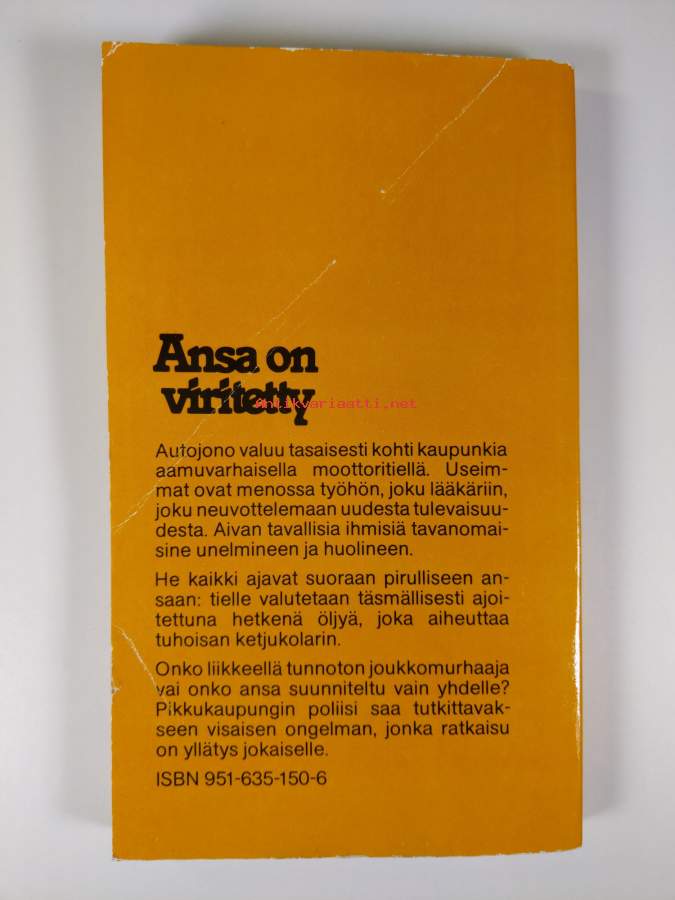 Ansa on
viritetty
Antikvariaatti.net
Autojono valuu tasaisesti kohti kaupunkia
aamuvarhaisella moottoritiellä. Useim-
mat ovat menossa työhön, joku lääkäriin,
joku neuvottelemaan uudesta tulevaisuu-
desta. Aivan tavallisia ihmisiä tavanomai-
sine unelmineen ja huolineen.
He kaikki ajavat suoraan pirulliseen an-
saan: tielle valutetaan täsmällisesti ajoi-
tettuna hetkenä öljyä, joka aiheuttaa
tuhoisan ketjukolarin.
Onko liikkeellä tunnoton joukkomurhaaja
vai onko ansa suunniteltu vain yhdelle?
Pikkukaupungin poliisi saa tutkittavak-
seen visaisen ongelman, jonka ratkaisu
on yllätys jokaiselle.
ISBN 951-635-150-6